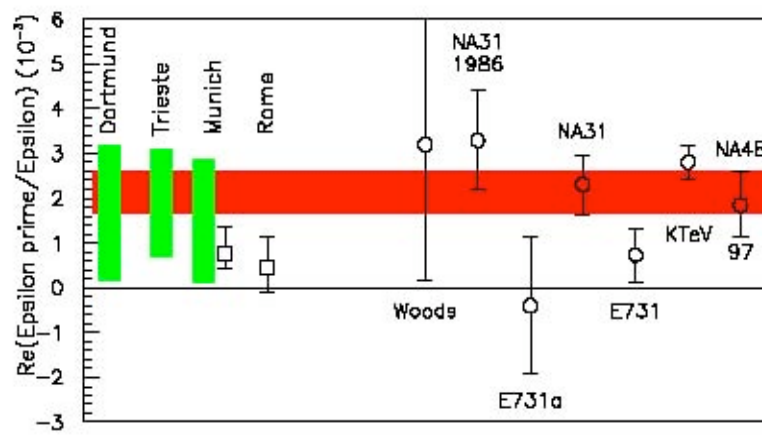 Re(Epsilon prime/Epsilon) (10⁻³)
6
5
4
3
2
1
0
-1
-2
-3
Dortmund
Trieste
Munich
Rome
Woods
NA31
1986
E731a
NA31
E731
KTeV
NA48
97